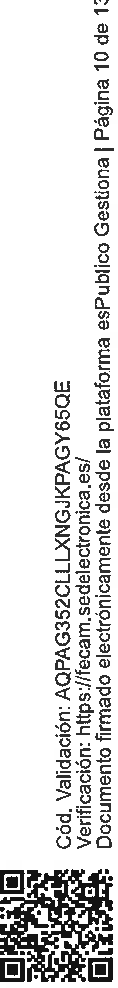 Cód. Validación: AQPAG352CLLLXNGJKPAGY65QE
Verificación: https://fecam.sedelectronica.es/
Documento firmado electrónicamente desde la plataforma esPublico Gestiona | Página 10 de 13